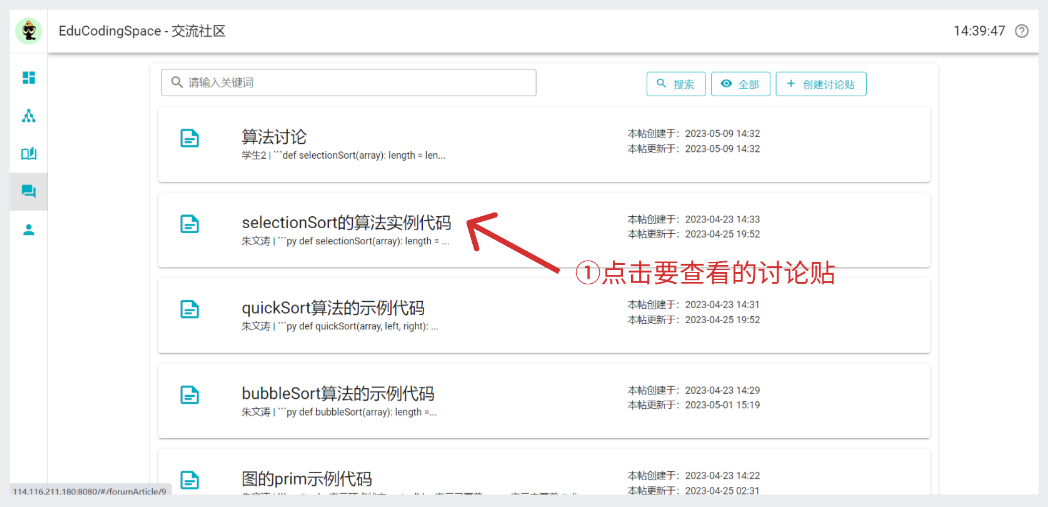 EduCodingSpace - 交流社区
14:39:47
请输入关键词
搜索
全部
+ 创建讨论贴
算法讨论
学生2 | ```def selectionSort(array): length = len...
本帖创建于：2023-05-09 14:32
本帖更新于：2023-05-09 14:32
selectionSort的算法实例代码
朱文涛 | ```py def selectionSort(array): length = ...
本帖创建于：2023-04-23 14:33
本帖更新于：2023-04-25 19:52
①点击要查看的讨论贴
quickSort算法的示例代码
朱文涛 | ```py def quickSort(array, left, right): ...
本帖创建于：2023-04-23 14:31
本帖更新于：2023-04-25 19:52
bubbleSort算法的示例代码
朱文涛 | ```py def bubbleSort(array): length =...
本帖创建于：2023-04-23 14:29
本帖更新于：2023-05-01 15:19
图的prim示例代码
本帖创建于：2023-04-23 14:22
本帖更新于：2023-04-25 02:31
114.116.211.180:8080/#/forumArticle/9